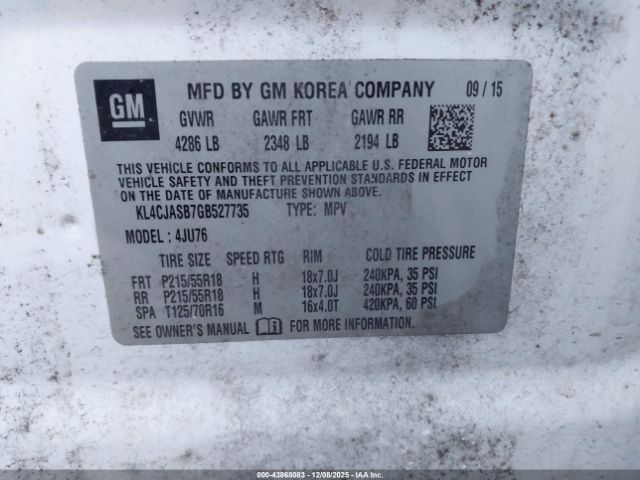 GM MFD BY GM KOREA COMPANY 09/15
GVWR GAWR FRT GAWR RR
4286 LB 2348 LB 2194 LB
THIS VEHICLE CONFORMS TO ALL APPLICABLE U.S. FEDERAL MOTOR
VEHICLE SAFETY AND THEFT PREVENTION STANDARDS IN EFFECT
ON THE DATE OF MANUFACTURE SHOWN ABOVE.
KL4CJASB7GB527735 TYPE: MPV
MODEL: 4JU76
TIRE SIZE SPEED RTG RIM COLD TIRE PRESSURE
FRT P215/55R18 H 18x7.0J 240KPA, 35 PSI
RR P215/55R18 H 18x7.0J 240KPA, 35 PSI
SPA T125/70R16 M 16x4.0T 420KPA, 60 PSI
SEE OWNER'S MANUAL FOR MORE INFORMATION.
000-43868083 | 12/08/2025 - IAAI.COM